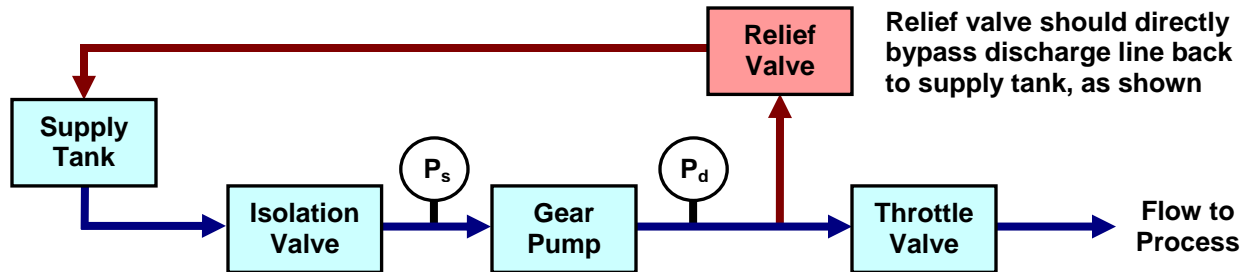 Relief
Valve
Relief valve should directly
bypass discharge line back
to supply tank, as shown
Supply
Tank
Ps
Pd
Isolation
Valve
Gear
Pump
Throttle
Valve
Flow to
Process